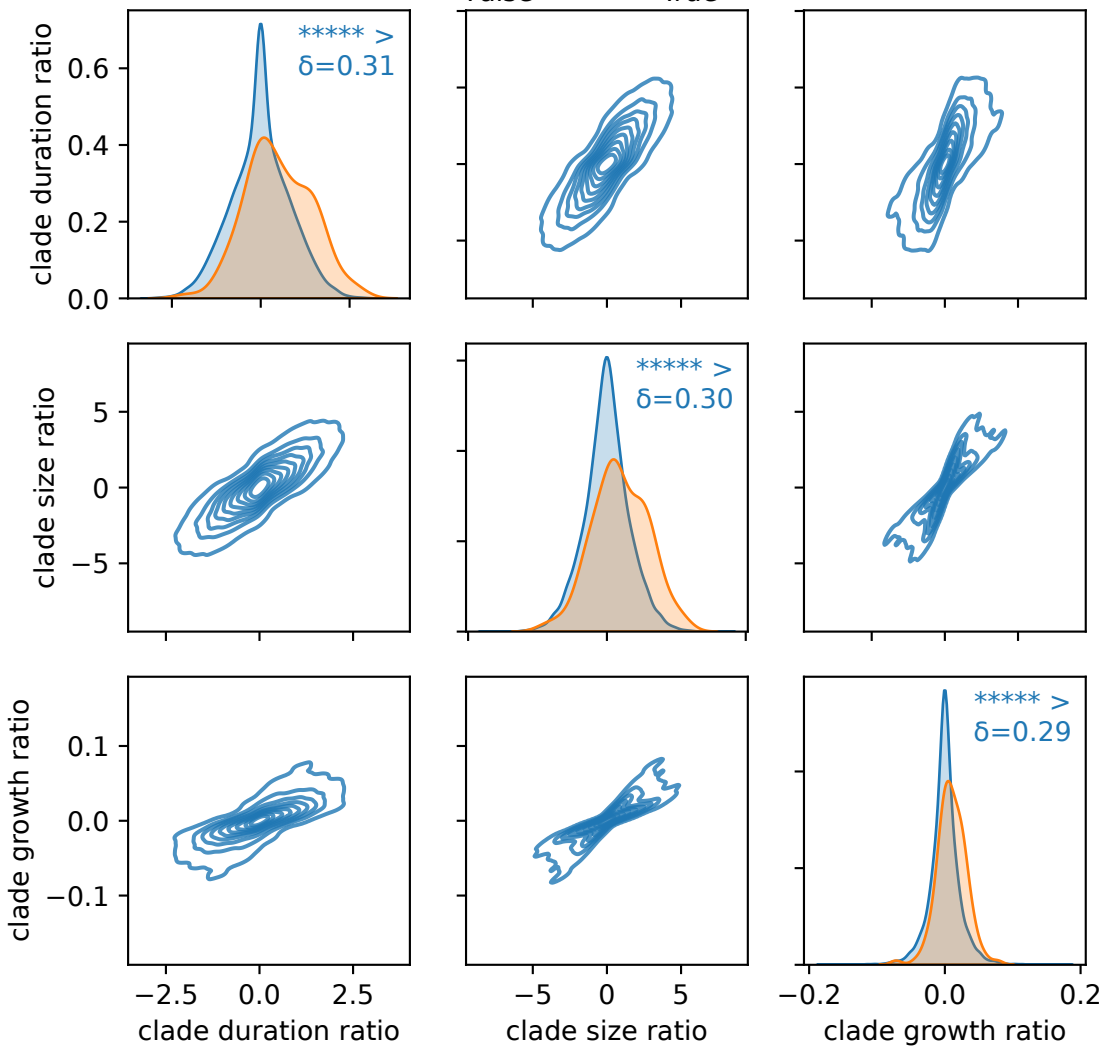 ***** >
δ=0.31
clade duration ratio
0.6
0.4
0.2
0.0
***** >
δ=0.30
clade size ratio
5
0
−5
***** >
δ=0.29
clade growth ratio
0.1
0.0
−0.1
−2.5 0.0 2.5
−5 0 5
−0.2 0.0 0.2
clade duration ratio
clade size ratio
clade growth ratio